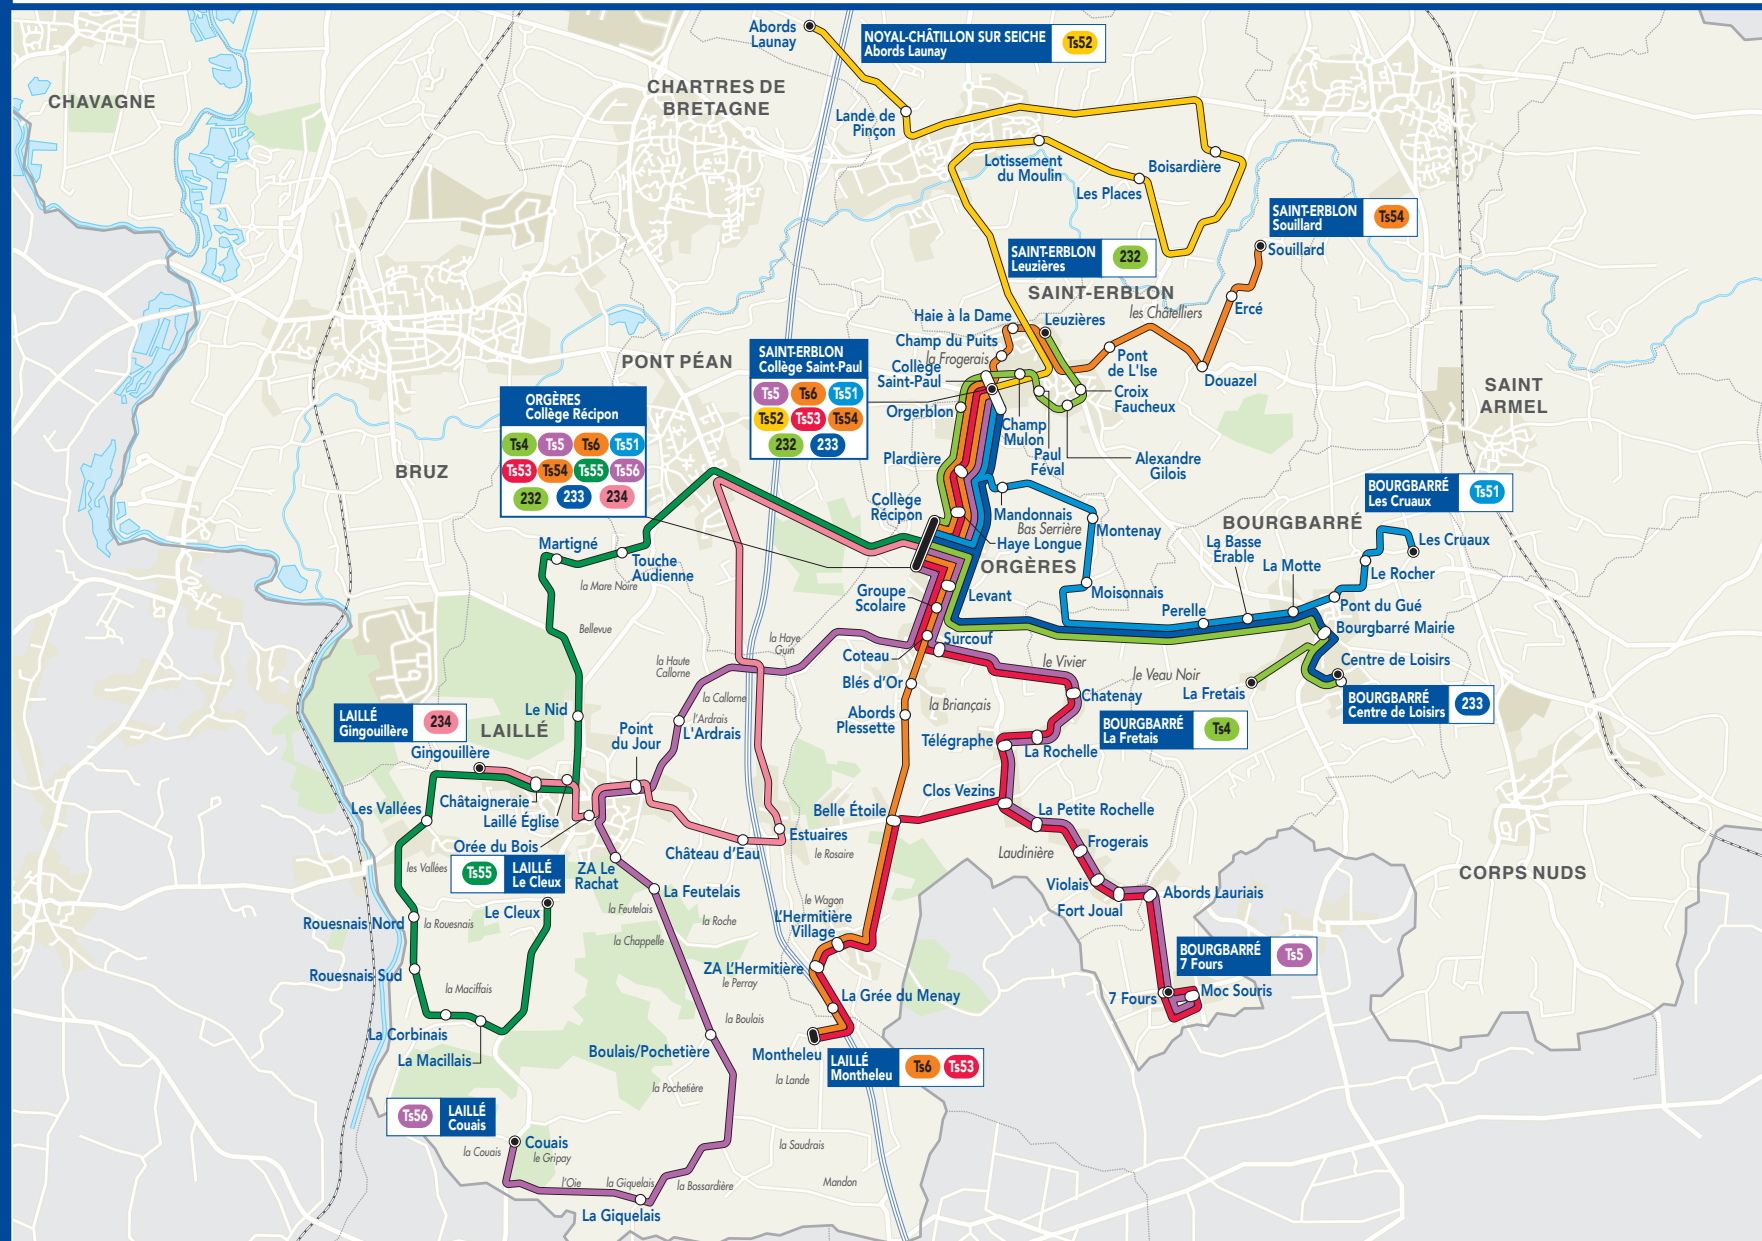 Abords
Launay
NOYAL-CHÂTILLON SUR SEICHE
Abords Launay
Ts52
CHAVAGNE
CHARTRES DE
BRETAGNE
Lande de
Pinçon
Lotissement
du Moulin
Boisardière
Les Places
SAINT-ERBLON
Souillard
Ts54
Souillard
SAINT-ERBLON
Leuzières
232
SAINT-ERBLON
les Châtelliers
Ercé
Haie à la Dame
Leuzières
Champ du Puits
la Frogerais
Pont
de L'Ise
Douazel
PONT PÉAN
SAINT-ERBLON
Collège Saint-Paul
Ts5
Ts6
Ts51
Ts52
Ts53
Ts54
232
233
Collège
Saint-Paul
Orgerblon
Croix
Faucheux
SAINT
ARMEL
ORGÈRES
Collège Récipon
Ts4
Ts5
Ts6
Ts51
Ts53
Ts54
Ts55
Ts56
232
233
234
Champ
Mulon
Paul
Féval
Alexandre
Gilois
Plardière
BRUZ
BOURGBARRÉ
Les Cruaux
Ts51
Collège
Récipon
Mandonnais
Bas Serrière
Montenay
Haye Longue
BOURGBARRÉ
La Basse
Érable
Les Cruaux
La Motte
Le Rocher
ORGÈRES
Martigné
Touche
Audienne
la Mare Noire
Groupe
Scolaire
Levant
Moisonnais
Perelle
Pont du Gué
Bourgbarré Mairie
Bellevue
la Haye
Guin
Surcouf
Coteau
Centre de Loisirs
la Haute
Callorne
le Vivier
le Veau Noir
Blés d'Or
La Fretais
la Callorne
Chatenay
la Briançais
BOURGBARRÉ
Centre de Loisirs
233
LAILLÉ
Gingouillère
234
LAILLÉ
Le Nid
Point
du Jour
l'Ardrais
L'Ardrais
Abords
Plessette
BOURGBARRÉ
La Fretais
Ts4
Télégraphe
La Rochelle
Gingouillère
Châtaigneraie
Les Vallées
Laillé Église
Clos Vezins
Belle Étoile
La Petite Rochelle
Orée du Bois
Estuaires
Château d'Eau
le Rosaire
Frogerais
Laudinière
les Vallées
Ts55
LAILLÉ
Le Cleux
ZA Le
Rachat
CORPS NUDS
Violais
Abords Lauriais
Fort Joual
La Feutelais
le Wagon
Le Cleux
la Feutelais
la Roche
L'Hermitière
Village
Rouesnais Nord
la Rouesnais
la Chappelle
BOURGBARRÉ
7 Fours
Ts5
ZA L'Hermitière
le Perray
Rouesnais Sud
la Maciffais
La Grée du Menay
7 Fours
Moc Souris
la Boulais
La Corbinais
La Macillais
Boulais/Pochetière
Montheleu
LAILLÉ
Montheleu
Ts6
Ts53
la Lande
la Pochetière
Ts56
LAILLÉ
Couais
Couais
la Couais
le Gripay
la Saudrais
l'Oie
la Giquelais
la Bossardière
Mandon
La Giquelais